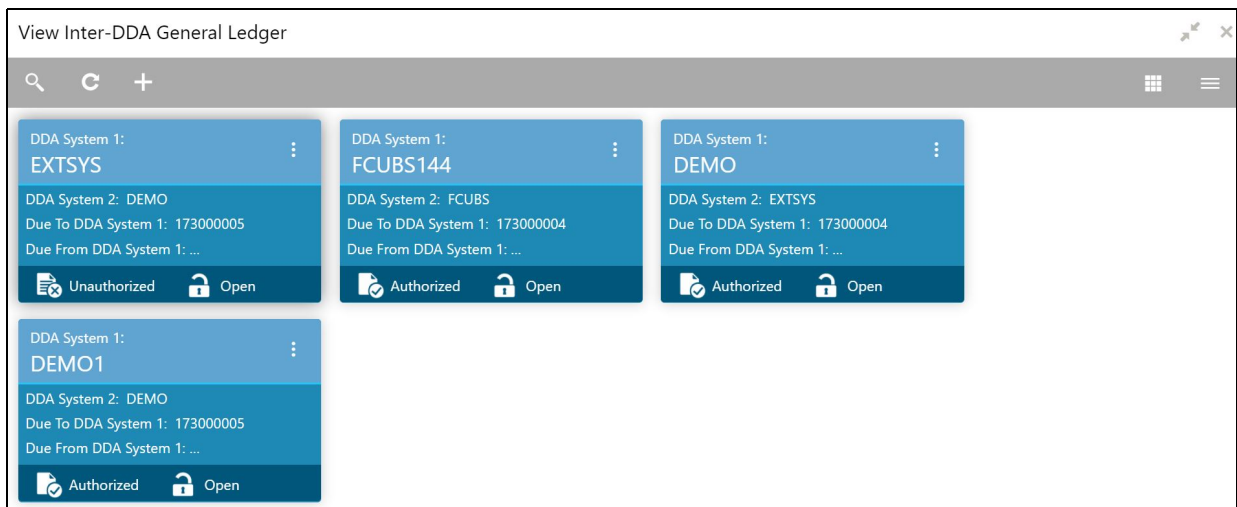 View Inter-DDA General Ledger
DDA System 1:
EXTSYS
DDA System 2: DEMO
Due To DDA System 1: 173000005
Due From DDA System 1: ...
Unauthorized Open
DDA System 1:
FCUBS144
DDA System 2: FCUBS
Due To DDA System 1: 173000004
Due From DDA System 1: ...
Authorized Open
DDA System 1:
DEMO
DDA System 2: EXTSYS
Due To DDA System 1: 173000004
Due From DDA System 1: ...
Authorized Open
DDA System 1:
DEMO1
DDA System 2: DEMO
Due To DDA System 1: 173000005
Due From DDA System 1: ...
Authorized Open